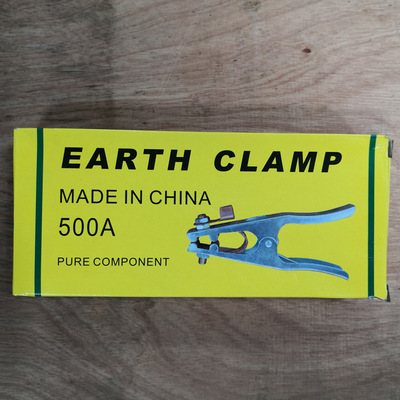 EARTH CLAMP
MADE IN CHINA
500A
PURE COMPONENT